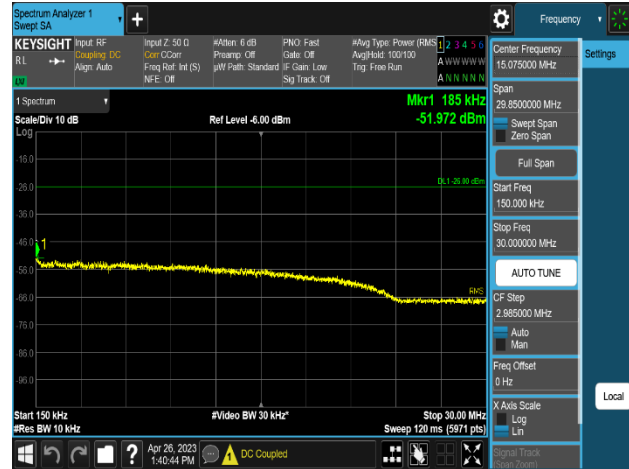 Spectrum Analyzer 1
Swept SA
+
Frequency
KEYSIGHT
RL
LW
Input: RF
Coupling: DC
Align: Auto
Input Z: 50 Ω
Corr CCorr
Freq Ref: Int (S)
NFE: Off
#Atten: 6 dB
Preamp: Off
µW Path: Standard
PNO: Fast
Gate: Off
IF Gain: Low
Sig Track: Off
#Avg Type: Power (RMS
Avg|Hold: 100/100
Trig: Free Run
1 2 3 4 5 6
A W W W W W
A N N N N N
1 Spectrum
Scale/Div 10 dB
Ref Level -6.00 dBm
Mkr1 185 kHz
-51.972 dBm
Log
-16.0
-26.0
-36.0
-46.0
-56.0
-66.0
-76.0
-86.0
-96.0
1
DL1 -26.00 dBm
RMS
Start 150 kHz
#Res BW 10 kHz
#Video BW 30 kHz*
Stop 30.00 MHz
Sweep 120 ms (5971 pts)
Center Frequency
15.075000 MHz
Span
29.8500000 MHz
Swept Span
Zero Span
Full Span
Start Freq
150.000 kHz
Stop Freq
30.000000 MHz
AUTO TUNE
CF Step
2.985000 MHz
Auto
Man
Freq Offset
0 Hz
X Axis Scale
Log
Lin
Signal Track
(Span Zoom)
Settings
Local
?
Apr 26, 2023
1:40:44 PM
DC Coupled